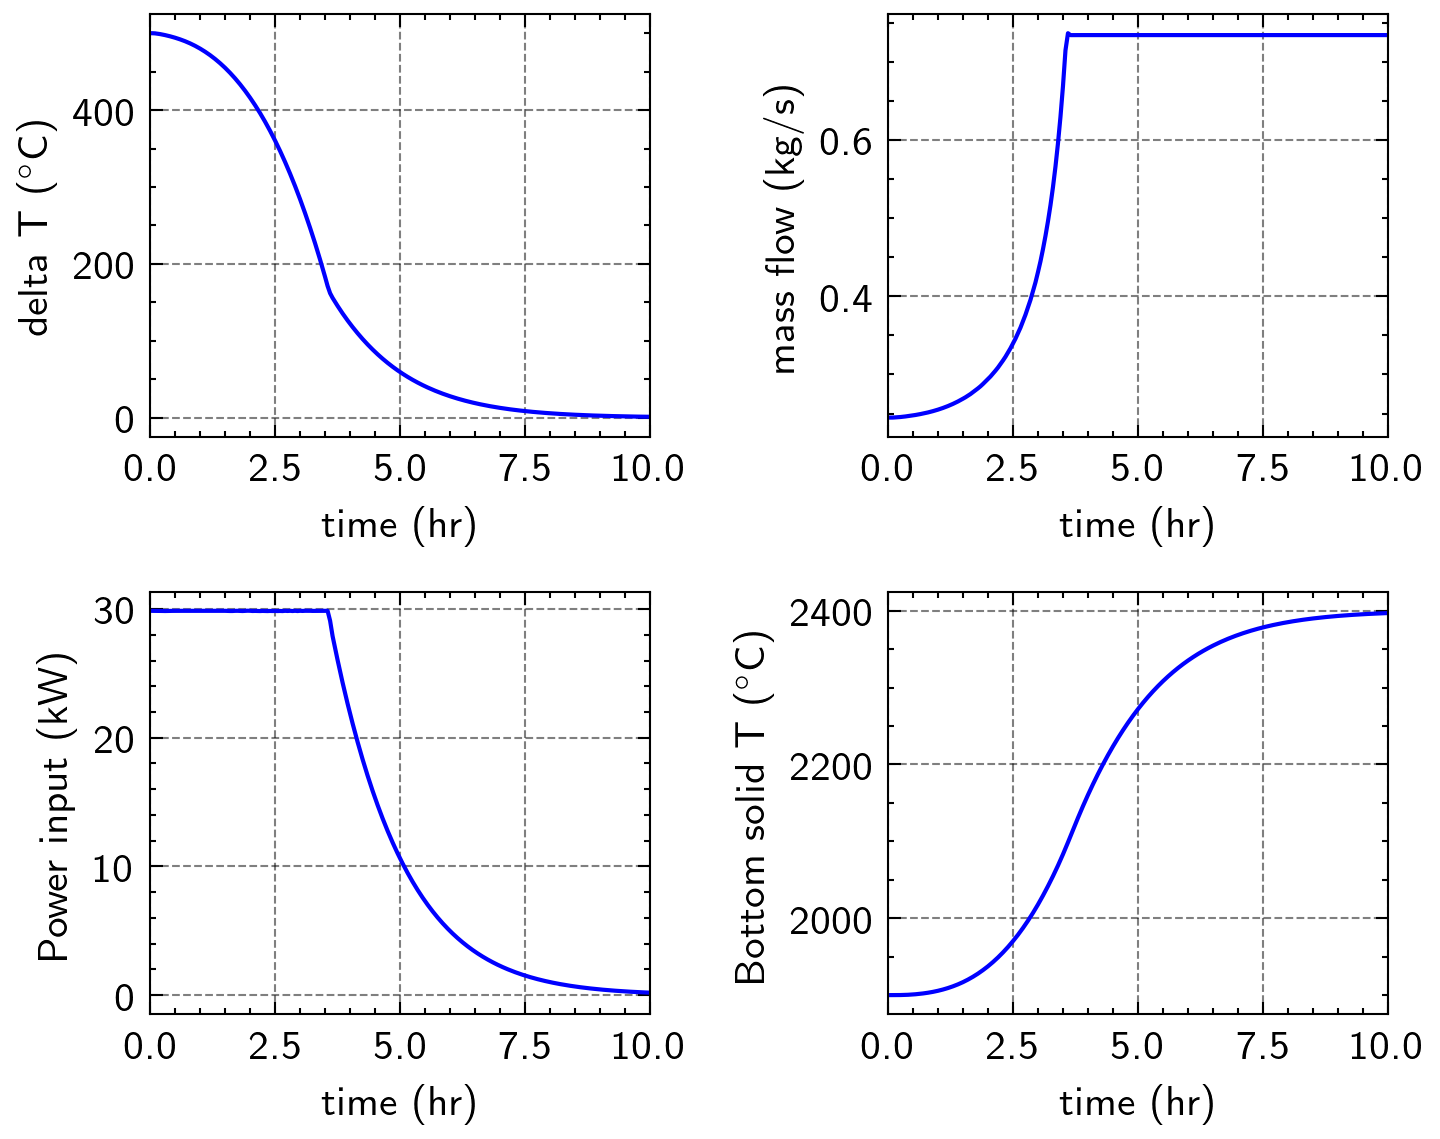 delta T (°C)
400
200
0
0.0 2.5 5.0 7.5 10.0
time (hr)
mass flow (kg/s)
0.6
0.4
0.0 2.5 5.0 7.5 10.0
time (hr)
Power input (kW)
30
20
10
0
0.0 2.5 5.0 7.5 10.0
time (hr)
Bottom solid T (°C)
2400
2200
2000
0.0 2.5 5.0 7.5 10.0
time (hr)